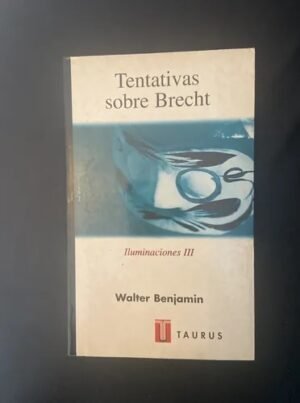 Tentativas
sobre Brecht
Iluminaciones III
Walter Benjamin
TAURUS